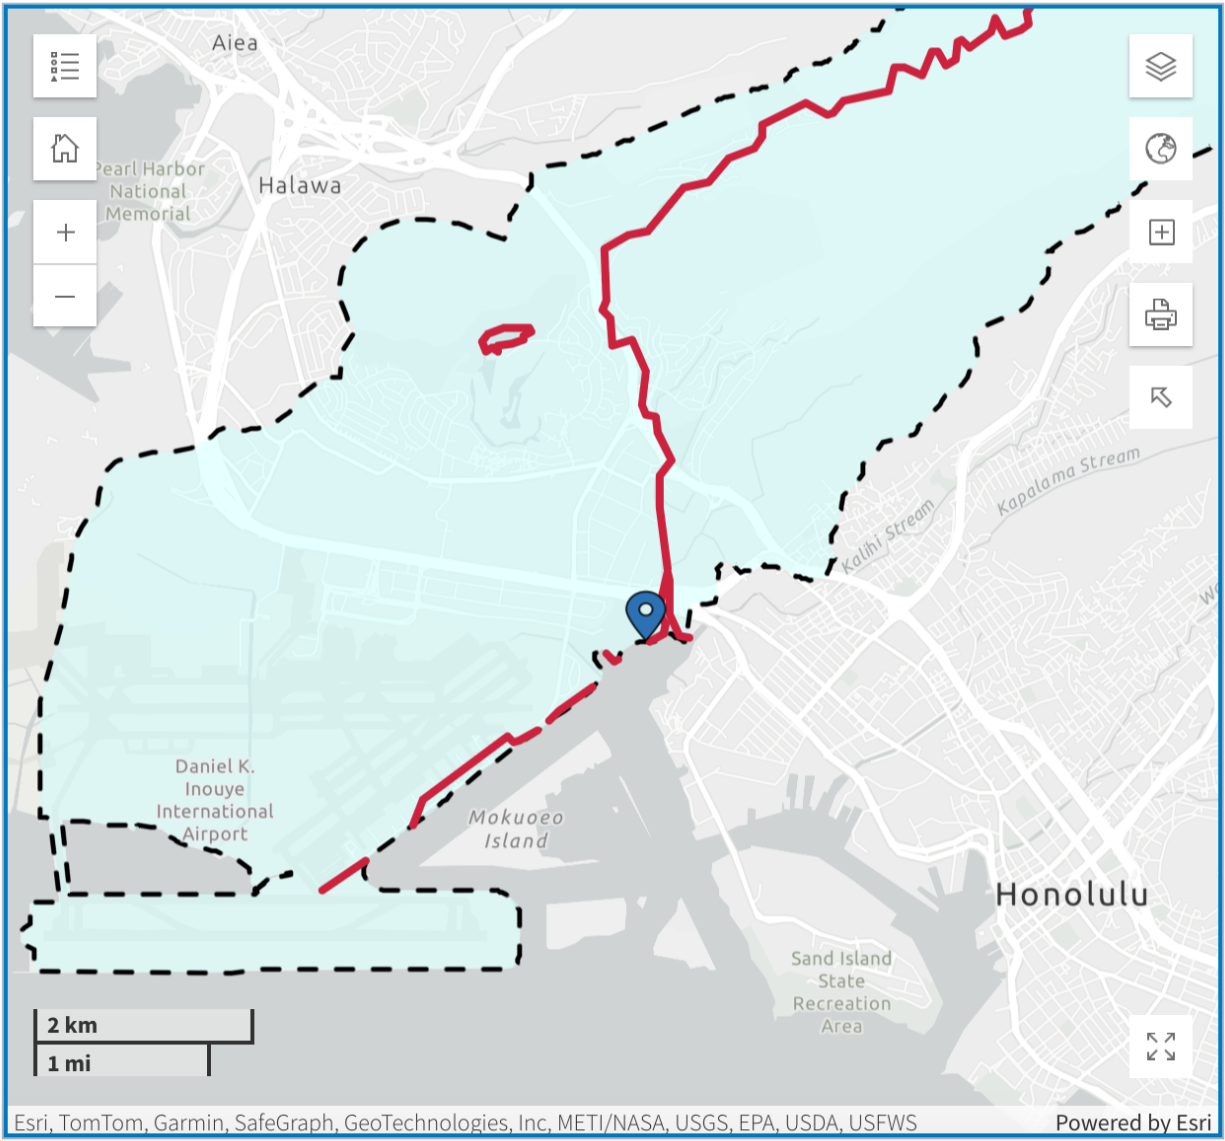 Aiea
Pearl Harbor
National
Memorial
Halawa
Kapalama Stream
Kalihi Stream
Daniel K.
Inouye
International
Airport
Mokuoeo
Island
Honolulu
Sand Island
State
Recreation
Area
2 km
1 mi
Esri, TomTom, Garmin, SafeGraph, GeoTechnologies, Inc, METI/NASA, USGS, EPA, USDA, USFWS
Powered by Esri